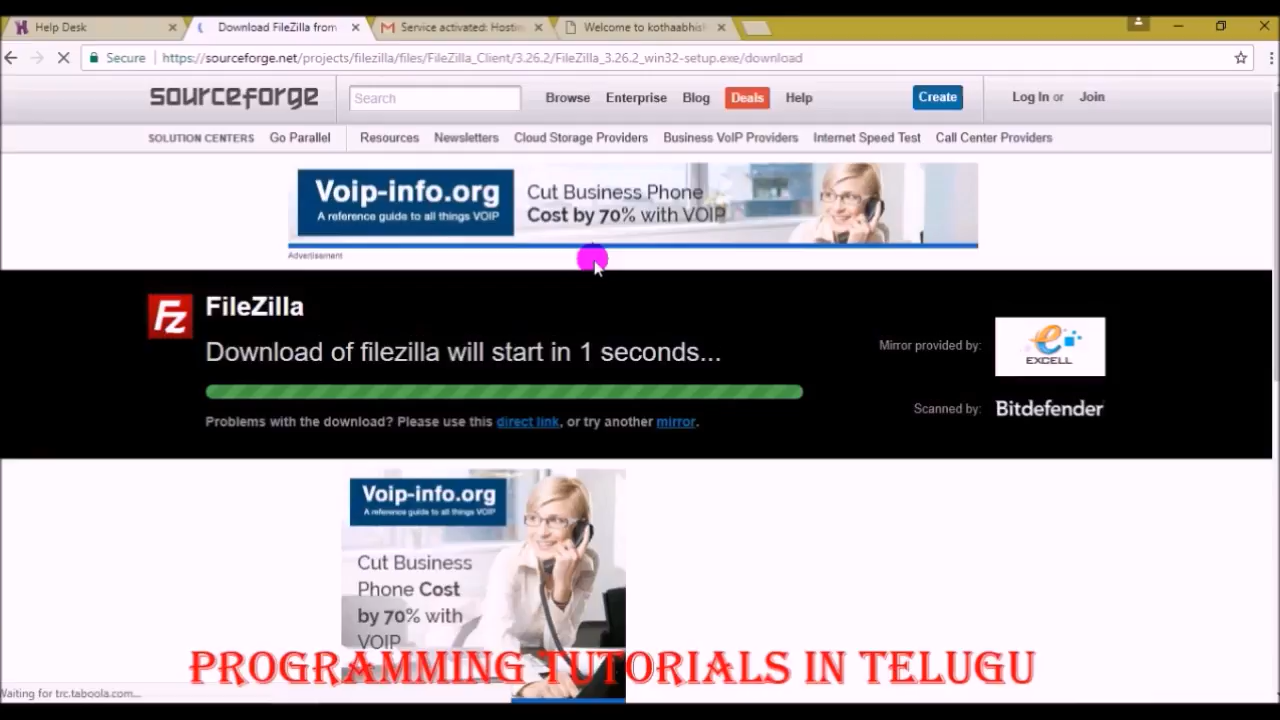 Help Desk
Download FileZilla from
Service activated: Hostin
Welcome to kothaabhis
Secure
https://sourceforge.net/projects/filezilla/files/FileZilla_Client/3.26.2/FileZilla_3.26.2_win32-setup.exe/download
sourceforge
Search
Browse Enterprise Blog Deals Help
Create
Log In or Join
SOLUTION CENTERS Go Parallel Resources Newsletters Cloud Storage Providers Business VoIP Providers Internet Speed Test Call Center Providers
Voip-info.org
A reference guide to all things VOIP
Cut Business Phone
Cost by 70% with VOIP
Advertisement
Fz
FileZilla
Download of filezilla will start in 1 seconds...
Mirror provided by:
EXCELL
Problems with the download? Please use this direct link, or try another mirror.
Scanned by: Bitdefender
Voip-info.org
A reference guide to all things VOIP
Cut Business
Phone Cost
by 70% with
VOIP
PROGRAMMING TUTORIALS IN TELUGU
Waiting for trc.taboola.com...